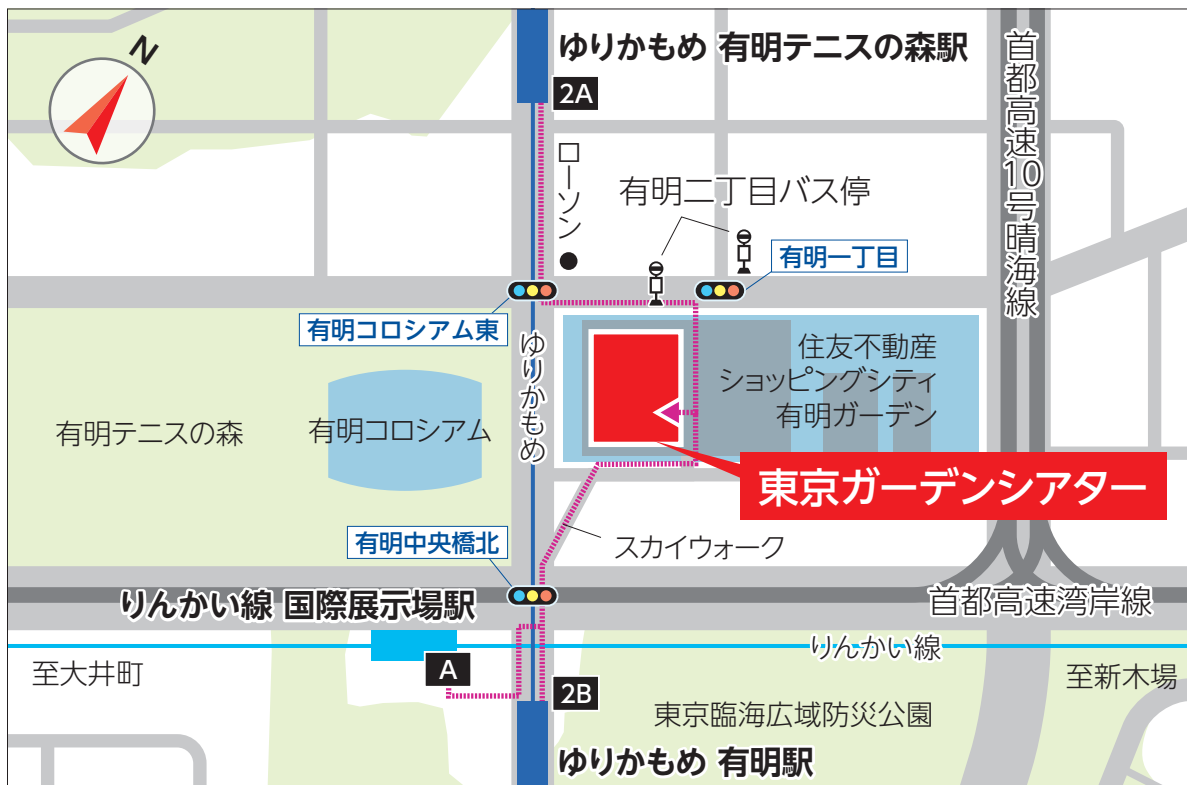 N
ゆりかもめ 有明テニスの森駅
2A
首都高速10号晴海線
ローソン
有明二丁目バス停
有明一丁目
有明コロシアム東
ゆりかもめ
住友不動産
ショッピングシティ
有明ガーデン
有明テニスの森
有明コロシアム
東京ガーデンシアター
有明中央橋北
スカイウォーク
りんかい線 国際展示場駅
首都高速湾岸線
りんかい線
至大井町
A
2B
至新木場
東京臨海広域防災公園
ゆりかもめ 有明駅